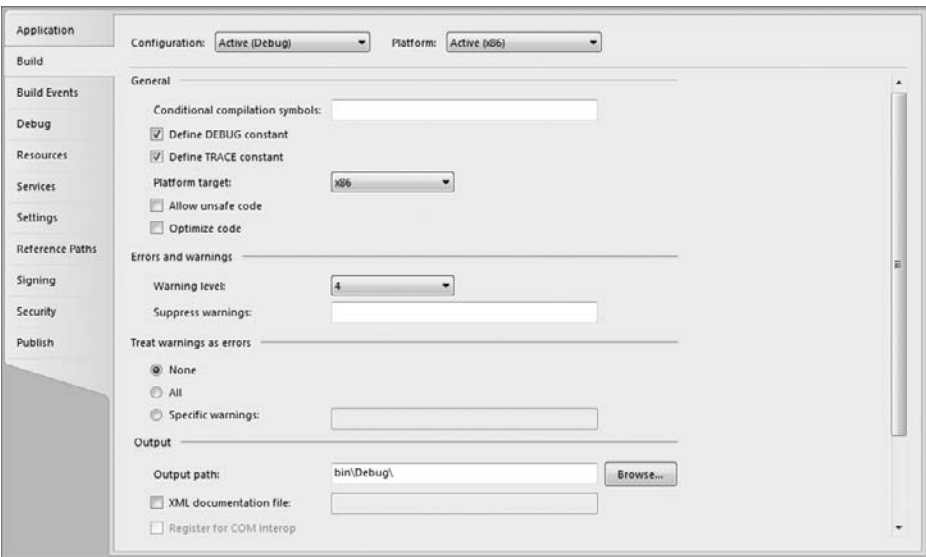 Application
Build
Build Events
Debug
Resources
Services
Settings
Reference Paths
Signing
Security
Publish
Configuration: Active (Debug) Platform: Active (x86)
General
Conditional compilation symbols:
Define DEBUG constant
Define TRACE constant
Platform target: x86
Allow unsafe code
Optimize code
Errors and warnings
Warning level: 4
Suppress warnings:
Treat warnings as errors
None
All
Specific warnings:
Output
Output path: bin\Debug\ Browse...
XML documentation file:
Register for COM interop